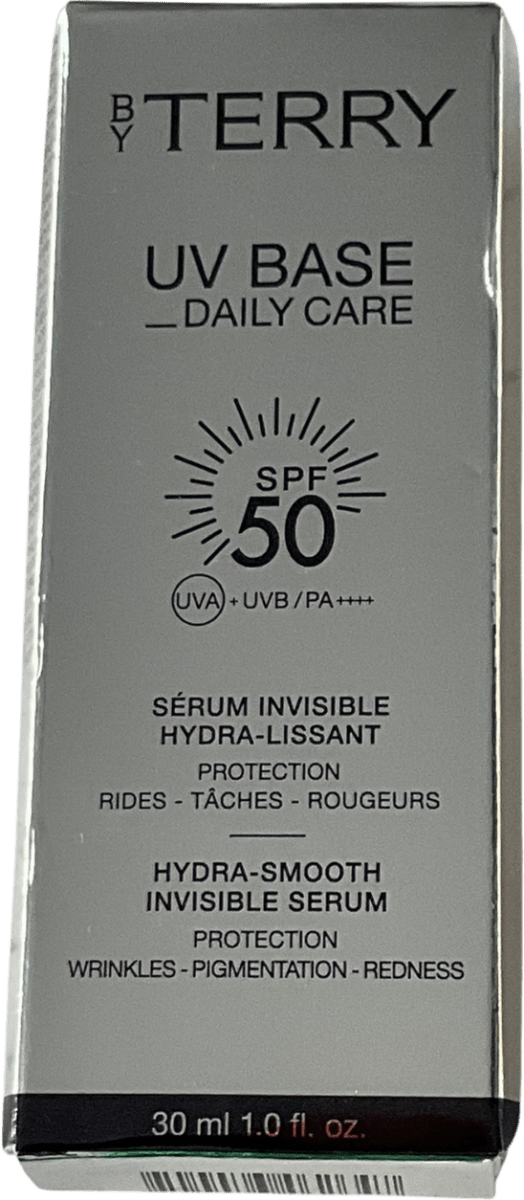 BY TERRY
UV BASE
_DAILY CARE
SPF
50
UVA + UVB / PA ++++
SÉRUM INVISIBLE
HYDRA-LISSANT
PROTECTION
RIDES - TÂCHES - ROUGEURS
HYDRA-SMOOTH
INVISIBLE SERUM
PROTECTION
WRINKLES - PIGMENTATION - REDNESS
30 ml 1.0 fl. oz.